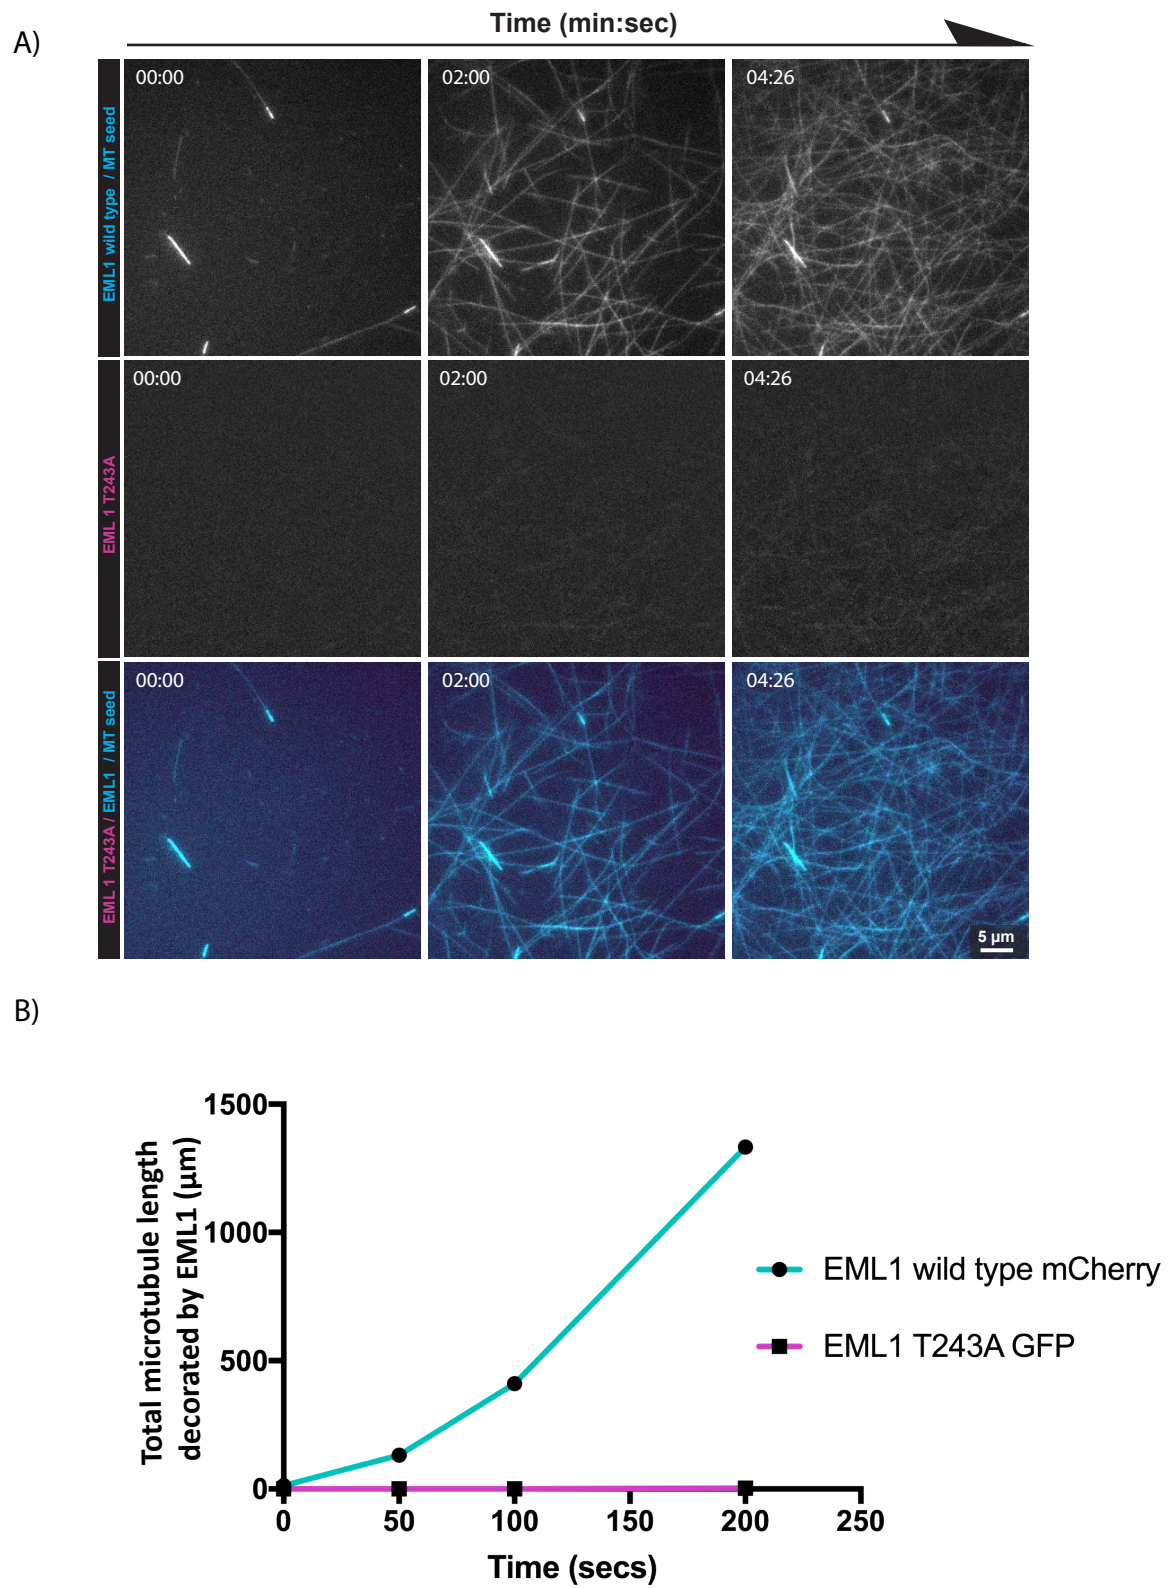 A)
Time (min:sec)
EML1 wild type / MT seed
00:00
02:00
04:26
EML 1 T243A
00:00
02:00
04:26
EML 1 T243A / EML1 / MT seed
00:00
02:00
04:26
5 µm
B)
Total microtubule length
decorated by EML1 (µm)
1500
1000
500
0
0
50
100
150
200
250
Time (secs)
EML1 wild type mCherry
EML1 T243A GFP